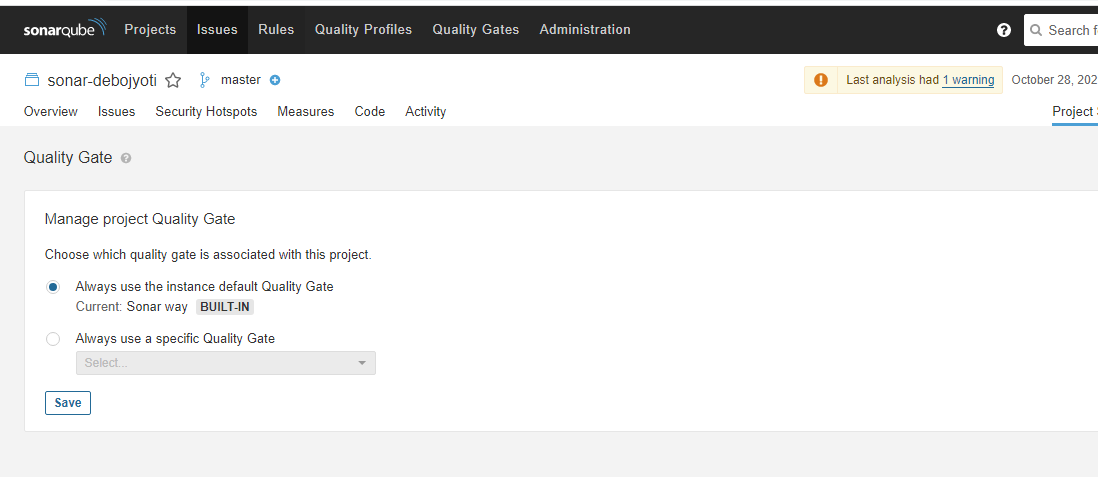 sonarqube Projects Issues Rules Quality Profiles Quality Gates Administration ? Search f
sonar-debojyoti master Last analysis had 1 warning October 28, 202
Overview Issues Security Hotspots Measures Code Activity Project
Quality Gate ?
Manage project Quality Gate
Choose which quality gate is associated with this project.
Always use the instance default Quality Gate
Current: Sonar way BUILT-IN
Always use a specific Quality Gate
Select...
Save